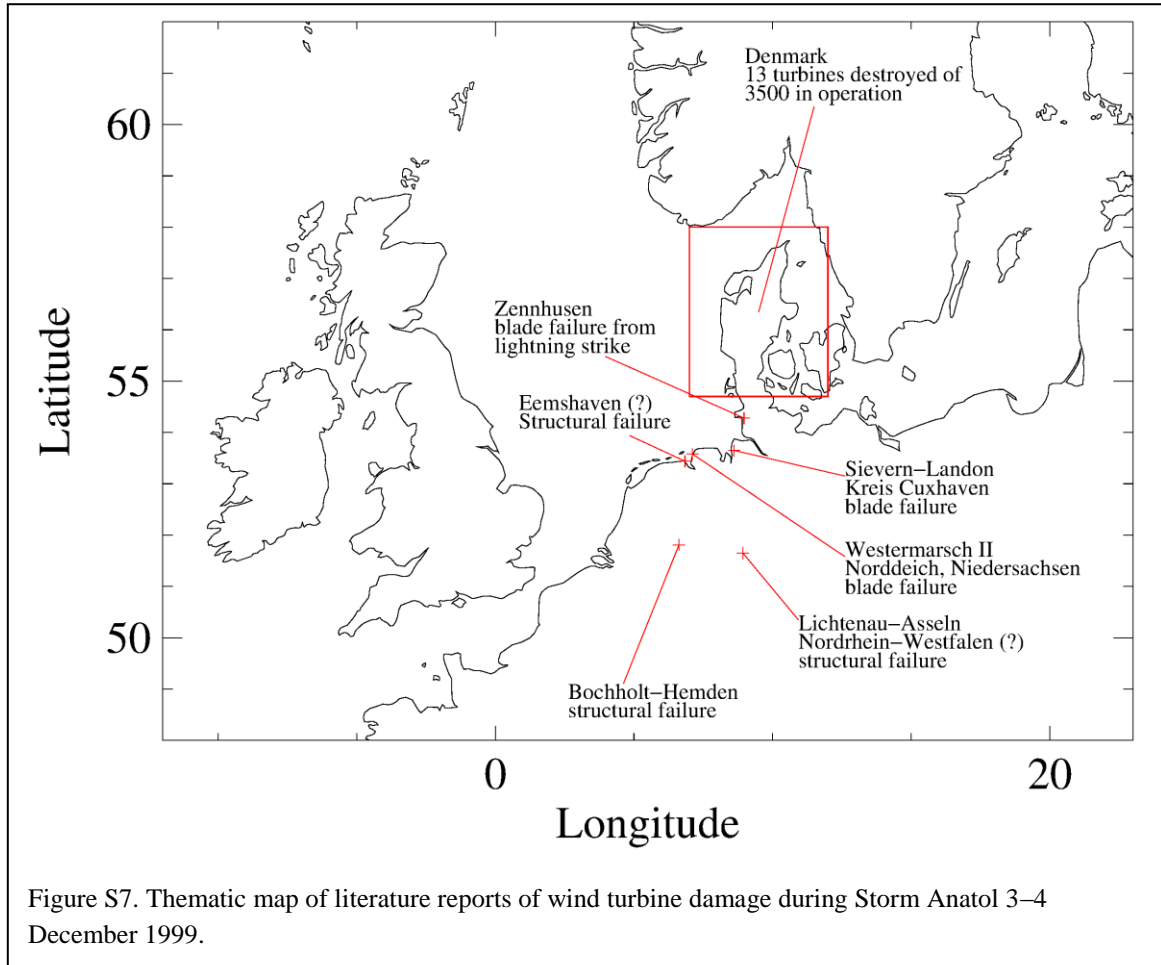 Denmark
13 turbines destroyed of
3500 in operation
60
Zennhusen
blade failure from
lightning strike
55
Eemshaven (?)
Structural failure
Latitude
Sievern−Landon
Kreis Cuxhaven
blade failure
Westermarsch II
Norddeich, Niedersachsen
blade failure
Lichtenau−Asseln
Nordrhein−Westfalen (?)
structural failure
50
Bochholt−Hemden
structural failure
0
20
Longitude
Figure S7. Thematic map of literature reports of wind turbine damage during Storm Anatol 3–4
December 1999.